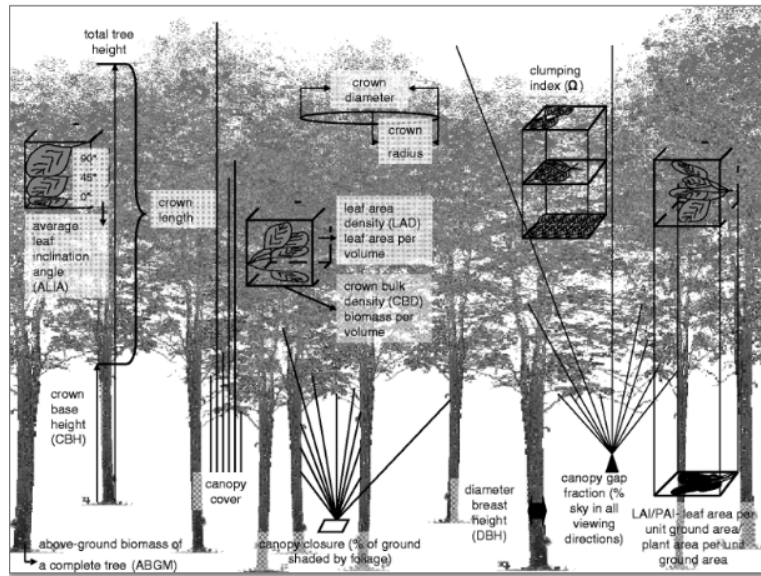 total tree
height
crown
diameter
crown
radius
clumping
index (Ω)
90°
45°
0°
average
leaf
inclination
angle
(ALIA)
crown
length
leaf area
density (LAD)
leaf area per
volume
crown bulk
density (CBD)
biomass per
volume
crown
base
height
(CBH)
canopy
cover
diameter
breast
height
(DBH)
canopy gap
fraction (%
sky in all
viewing
directions)
LAI/PAI- leaf area per
unit ground area/
plant area per unit
ground area
above-ground biomass of
a complete tree (ABGM)
canopy closure (% of ground
shaded by foliage)